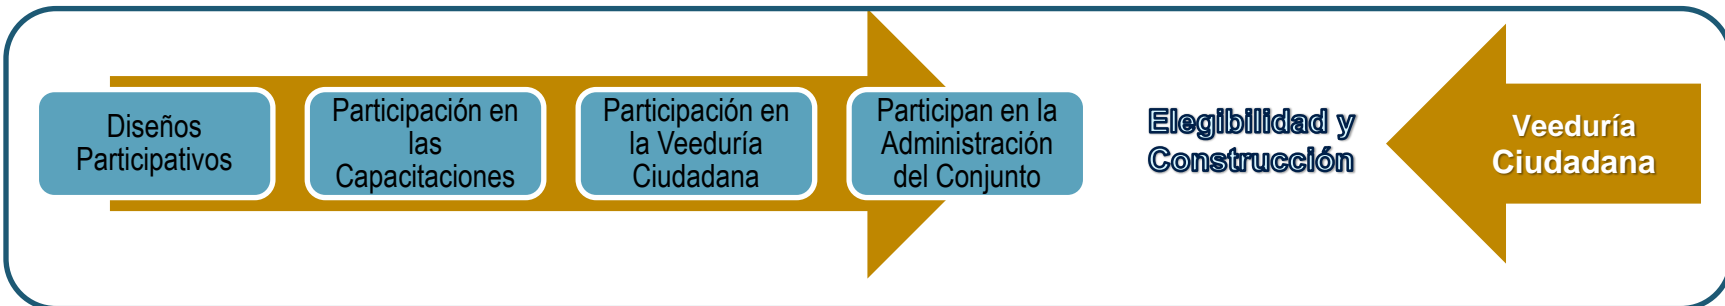 Diseños
Participativos
Participación en
las
Capacitaciones
Participación en
la Veeduría
Ciudadana
Participan en la
Administración
del Conjunto
Elegibilidad y
Construcción
Veeduría
Ciudadana